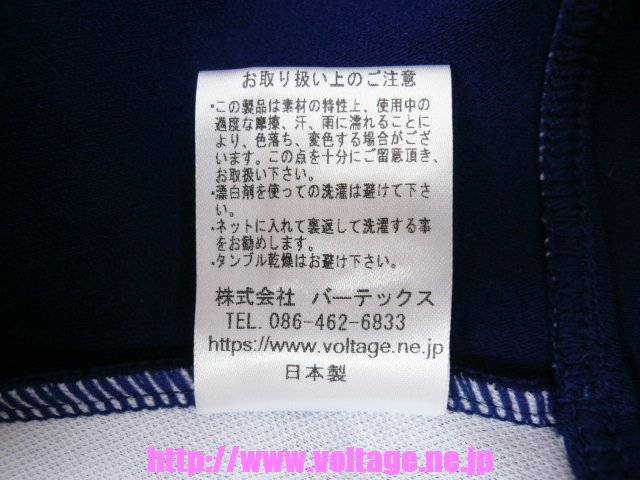 お取り扱い上のご注意
・この製品は素材の特性上、使用中の
過度な摩擦、汗、雨に濡れることに
より、色落ち、変色する場合がござ
います。この点を十分にご留意頂き、
お取扱い下さい。
・漂白剤を使っての洗濯は避けて下さ
い。
・ネットに入れて裏返して洗濯する事
をお勧めします。
・タンブル乾燥はお避け下さい。
株式会社 バーテックス
TEL. 086-462-6833
https://www.voltage.ne.jp
日本製
http://www.voltage.ne.jp